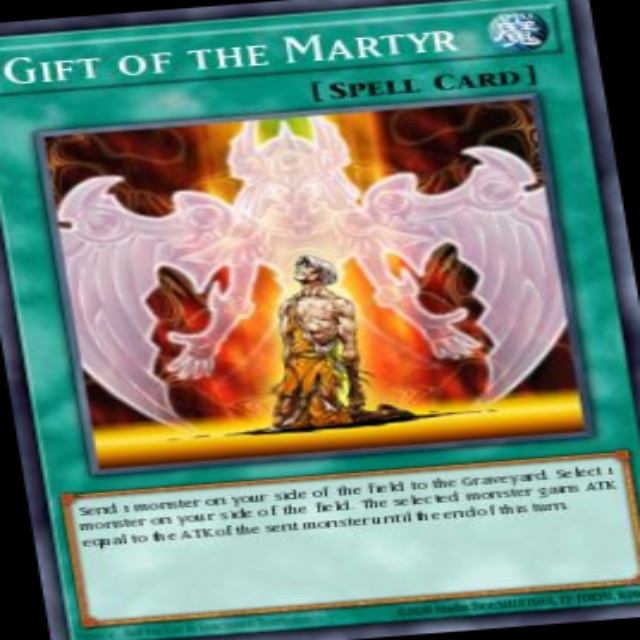 GIFT OF THE MARTYR
魔
[SPELL CARD]
Send 1 monster on your side of the field to the Graveyard. Select 1
monster on your side of the field. The selected monster gains ATK
equal to the ATK of the sent monster until the end of this turn.